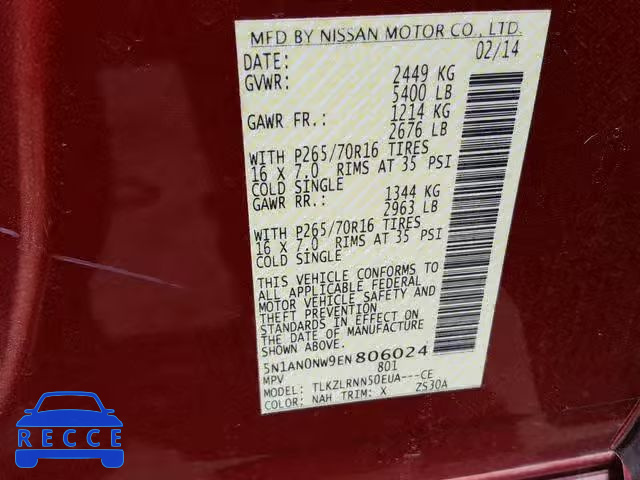 MFD BY NISSAN MOTOR CO., LTD.
DATE: 02/14
GVWR: 2449 KG
5400 LB
GAWR FR.: 1214 KG
2676 LB
WITH P265/70R16 TIRES
16 X 7.0 RIMS AT 35 PSI
COLD SINGLE
GAWR RR.: 1344 KG
2963 LB
WITH P265/70R16 TIRES
16 X 7.0 RIMS AT 35 PSI
COLD SINGLE
THIS VEHICLE CONFORMS TO
ALL APPLICABLE FEDERAL
MOTOR VEHICLE SAFETY AND
THEFT PREVENTION
STANDARDS IN EFFECT ON
THE DATE OF MANUFACTURE
SHOWN ABOVE.
5N1AN0NW9EN806024
MPV 801
MODEL: TLKZLRNN50EUA---CE
COLOR: NAH TRIM: X ZS30A
RECCE